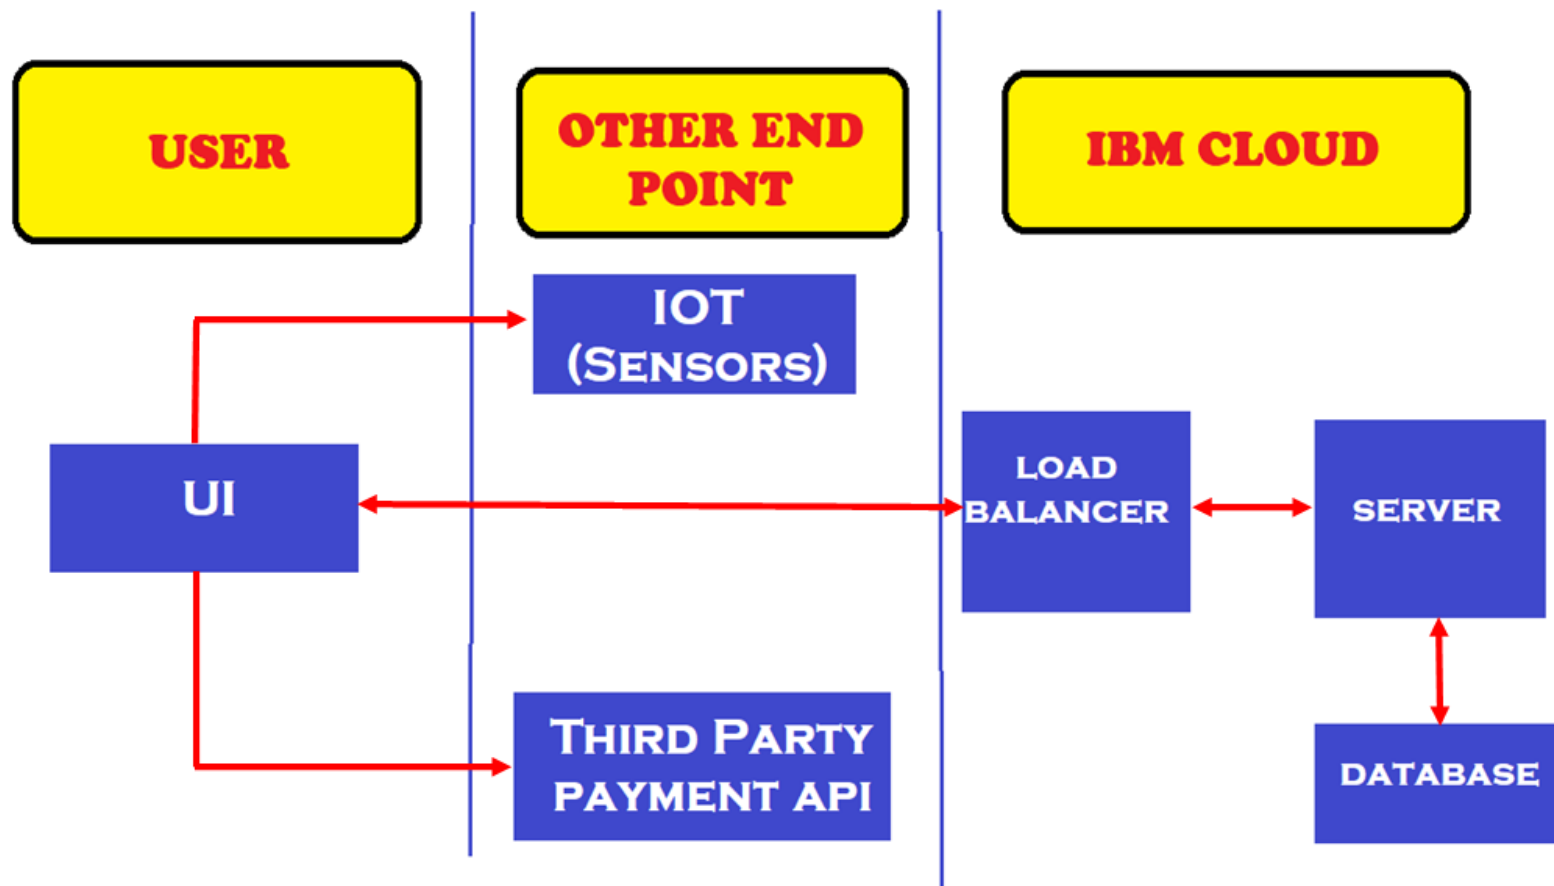 USER
OTHER END
POINT
IBM CLOUD
IOT
(SENSORS)
UI
LOAD
BALANCER
SERVER
THIRD PARTY
PAYMENT API
DATABASE